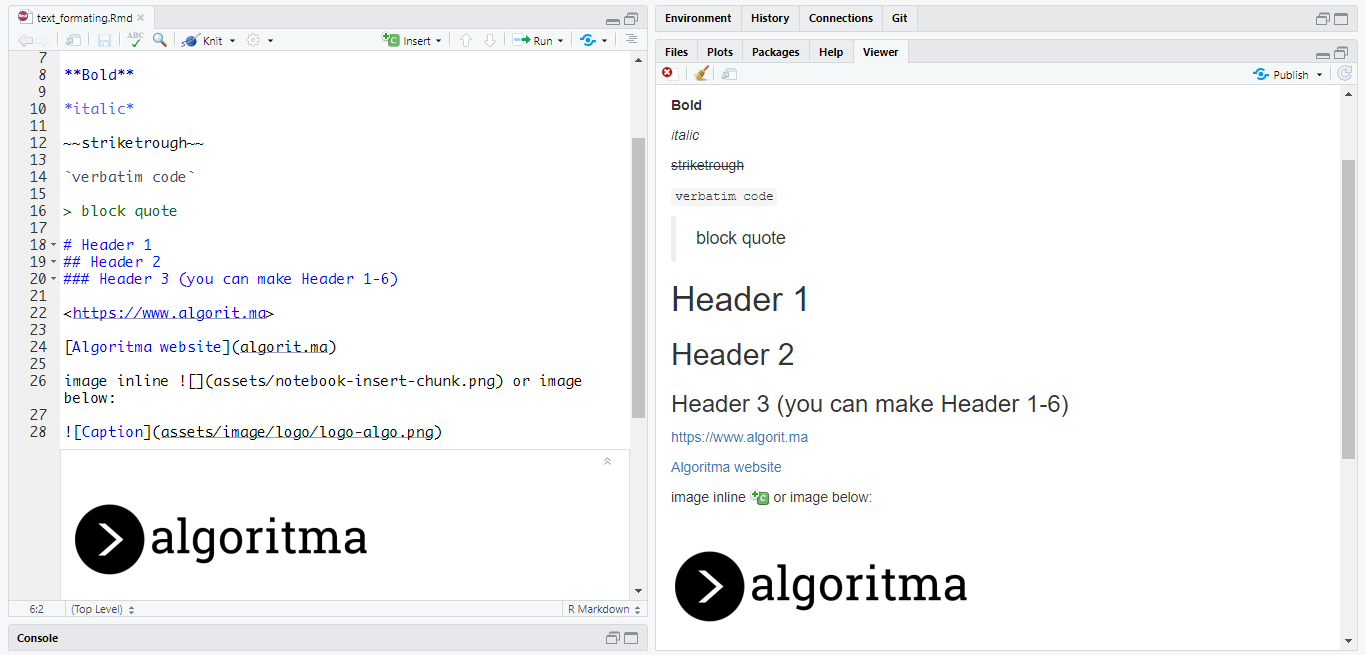 text_formating.Rmd
ABC
Knit
Insert
Run
7
8 **Bold**
9
10 *italic*
11
12 ~~striketrough~~
13
14 `verbatim code`
15
16 > block quote
17
18 # Header 1
19 ## Header 2
20 ### Header 3 (you can make Header 1-6)
21
22 <https://www.algorit.ma>
23
24 [Algoritma website](algorit.ma)
25
26 image inline ![](assets/notebook-insert-chunk.png) or image
below:
27
28 ![Caption](assets/image/logo/logo-algo.png)
algoritma
6:2 (Top Level) R Markdown
Console
Environment History Connections Git
Files Plots Packages Help Viewer
Publish
Bold
italic
striketrough
verbatim code
block quote
Header 1
Header 2
Header 3 (you can make Header 1-6)
https://www.algorit.ma
Algoritma website
image inline C or image below:
algoritma